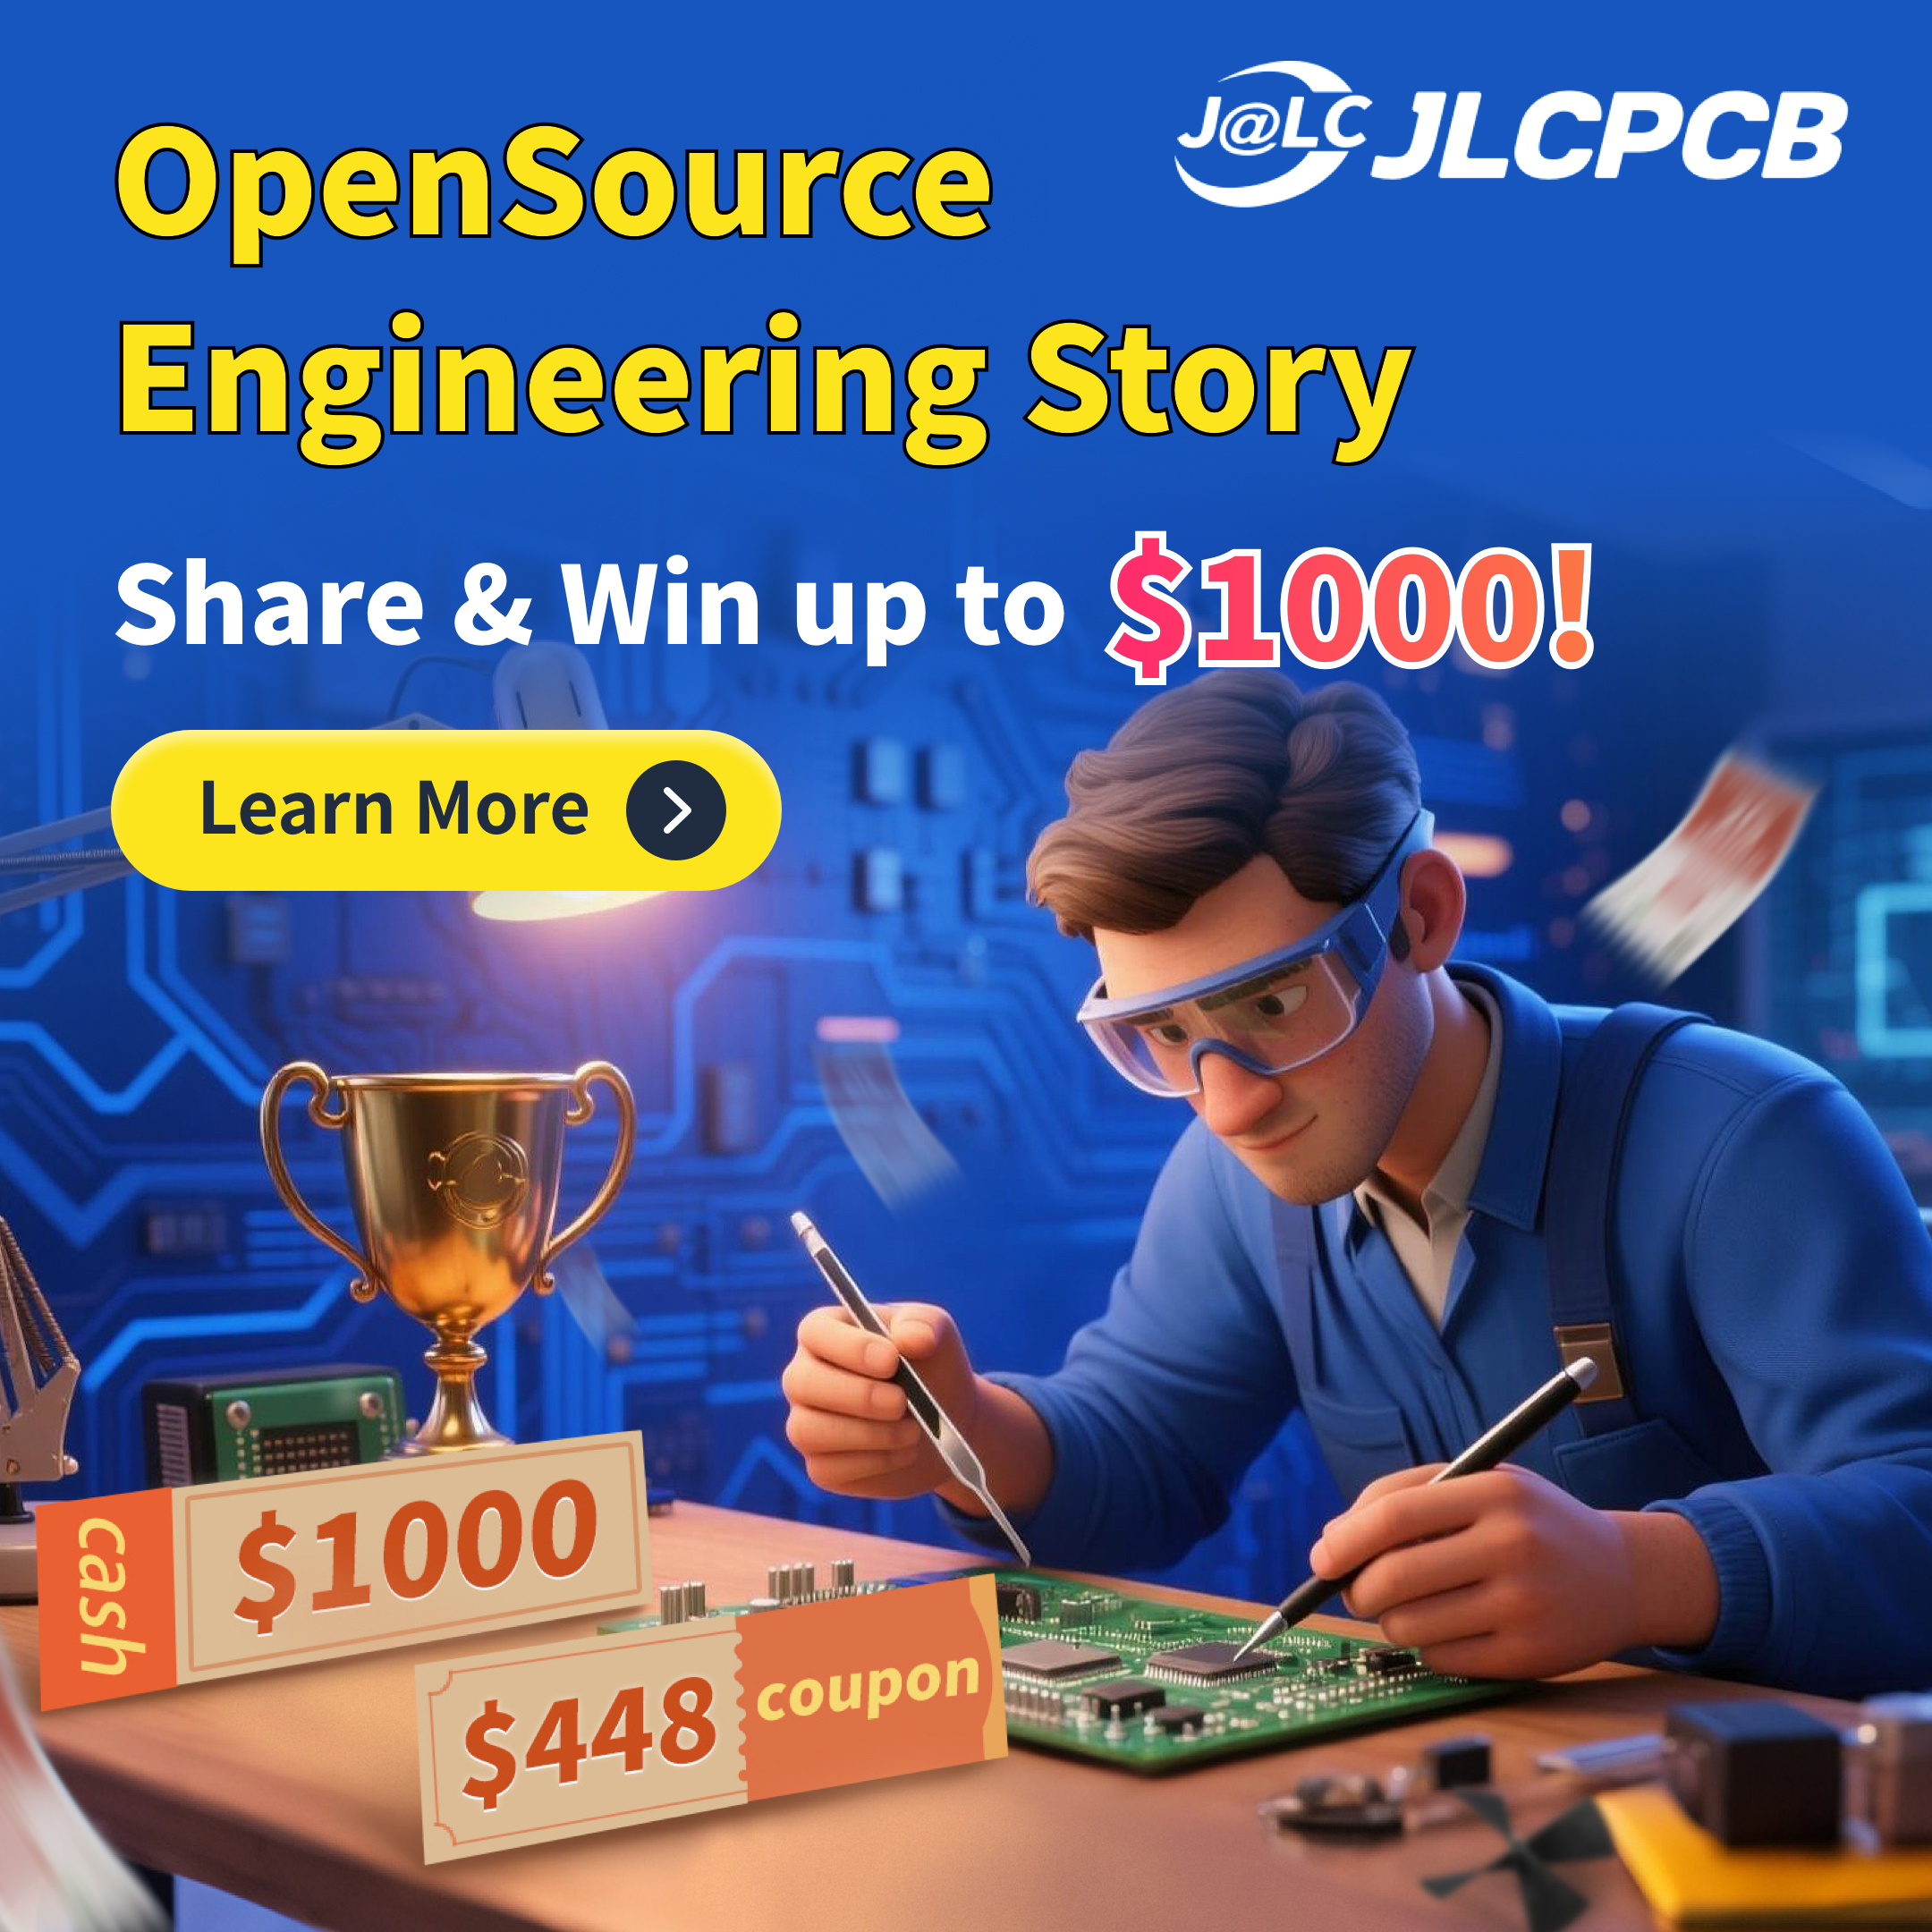 J@LC JLCPCB
OpenSource
Engineering Story
Share & Win up to $1000!
Learn More
cash $1000
$448 coupon